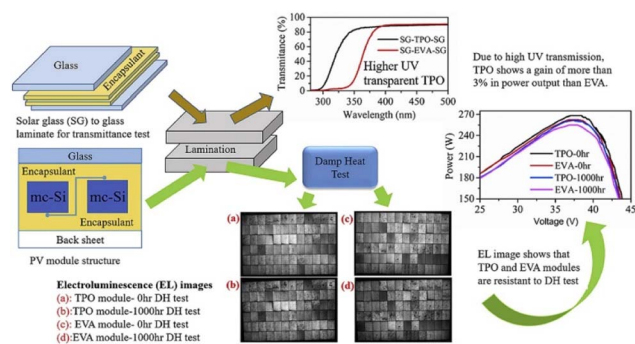 Glass
Encapsulant
Solar glass (SG) to glass
laminate for transmittance test
Glass
Encapsulant
mc-Si
mc-Si
Encapsulant
Back sheet
PV module structure
Lamination
Transmitance (%)
100
80
60
40
20
0
SG-TPO-SG
SG-EVA-SG
Higher UV
transparent TPO
300
350
400
450
500
Wavelength (nm)
Damp Heat
Test
Due to high UV transmission,
TPO shows a gain of more than
3% in power output than EVA.
Power (W)
270
240
210
180
150
TPO-0hr
EVA-0hr
TPO-1000hr
EVA-1000hr
25
30
35
40
45
Voltage (V)
(a)
(c)
(b)
(d)
EL image shows that
TPO and EVA modules
are resistant to DH test
Electroluminescence (EL) images
(a): TPO module- 0hr DH test
(b):TPO module-1000hr DH test
(c): EVA module- 0hr DH test
(d):EVA module-1000hr DH test